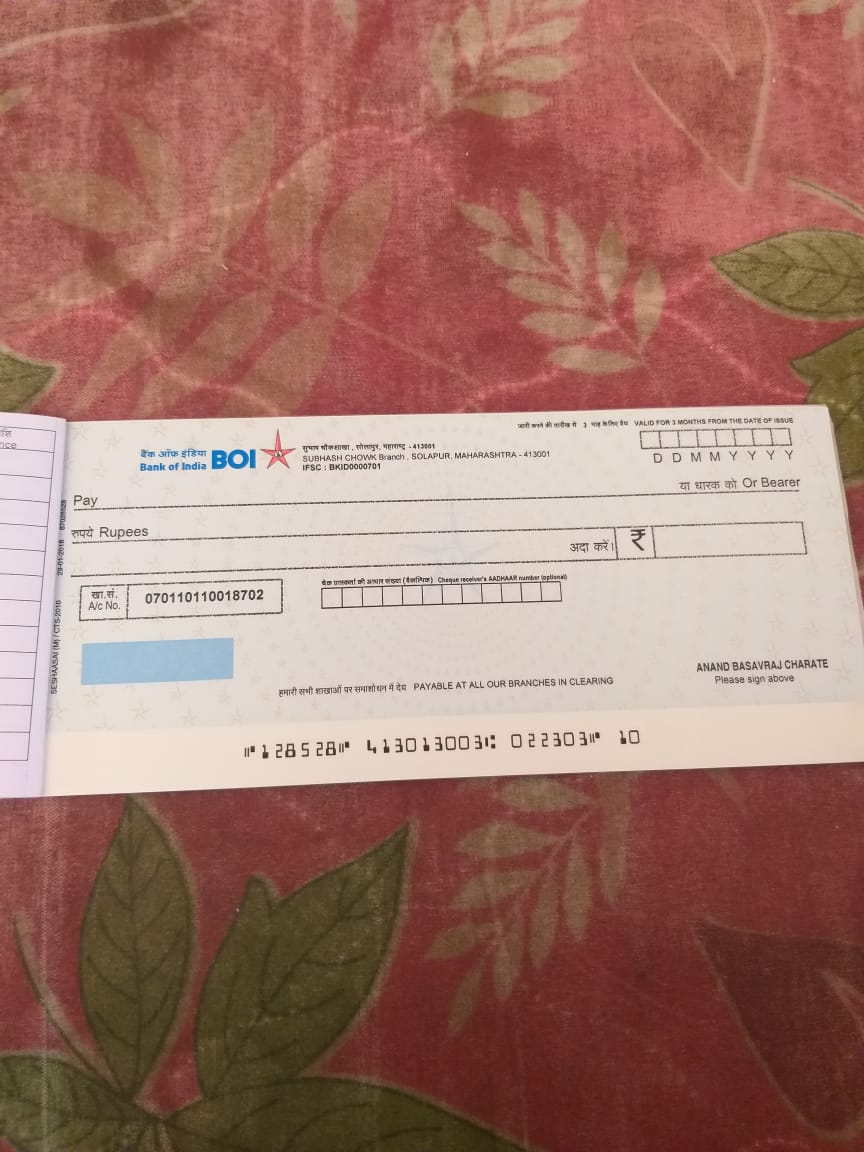 शि
nce
जारी करने की तारीख से 3 माह के लिए वैध VALID FOR 3 MONTHS FROM THE DATE OF ISSUE
बैंक ऑफ़ इंडिया
Bank of India BOI
सुभाष चौक शाखा , सोलापुर, महाराष्ट्र - 413001
SUBHASH CHOWK Branch , SOLAPUR, MAHARASHTRA - 413001
IFSC : BKID0000701
D D M M Y Y Y Y
Pay
या धारक को Or Bearer
रुपये Rupees
अदा करें। ₹
खा.सं.
A/c No. 070110110018702
चेक प्राप्तकर्ता की आधार संख्या (वैकल्पिक) Cheque receiver's AADHAAR number (optional)
SESHAASAI (M) / CTS-2010 29-01-2018
हमारी सभी शाखाओं पर समाशोधन में देय PAYABLE AT ALL OUR BRANCHES IN CLEARING
ANAND BASAVRAJ CHARATE
Please sign above
⑈128528⑈ 413013003⑆ 022303⑈ 10